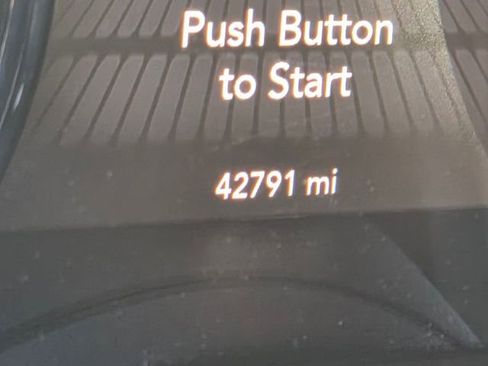 Push Button
to Start
42791 mi